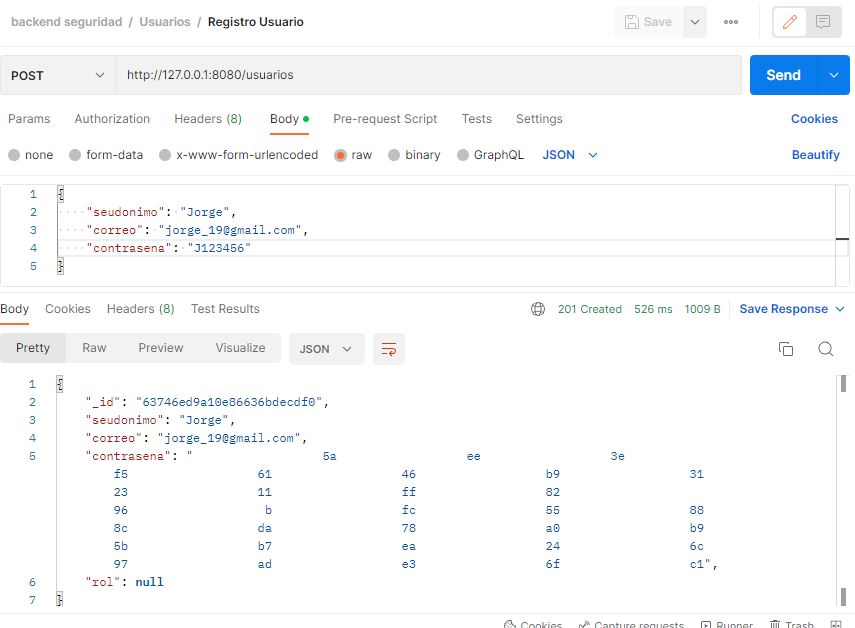 backend seguridad / Usuarios / Registro Usuario Save
POST http://127.0.0.1:8080/usuarios Send
Params Authorization Headers (8) Body Pre-request Script Tests Settings Cookies
none form-data x-www-form-urlencoded raw binary GraphQL JSON Beautify
1 {
2 ····"seudonimo":·"Jorge",
3 ····"correo":·"jorge_19@gmail.com",
4 ····"contrasena":·"J123456"
5 }
Body Cookies Headers (8) Test Results 201 Created 526 ms 1009 B Save Response
Pretty Raw Preview Visualize JSON
1 {
2 "_id": "63746ed9a10e86636bdecdf0",
3 "seudonimo": "Jorge",
4 "correo": "jorge_19@gmail.com",
5 "contrasena": " 5a ee 3e
f5 61 46 b9 31
23 11 ff 82
96 b fc 55 88
8c da 78 a0 b9
5b b7 ea 24 6c
97 ad e3 6f c1",
6 "rol": null
7 }
Cookies Capture requests Runner Trash